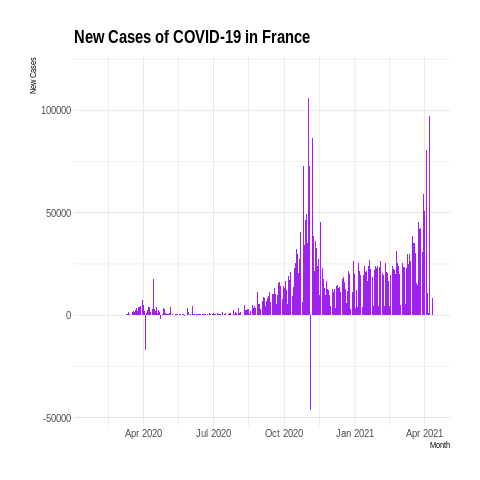 New Cases of COVID-19 in France
New Cases
100000
50000
0
-50000
Apr 2020 Jul 2020 Oct 2020 Jan 2021 Apr 2021
Month